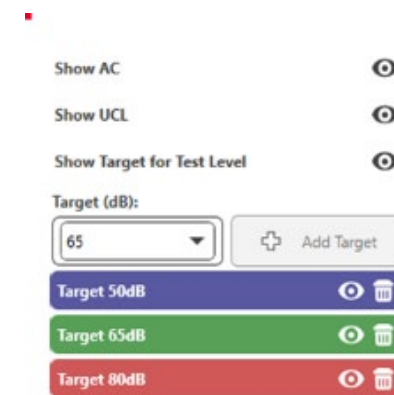 Show AC
Show UCL
Show Target for Test Level
Target (dB):
65
Add Target
Target 50dB
Target 65dB
Target 80dB